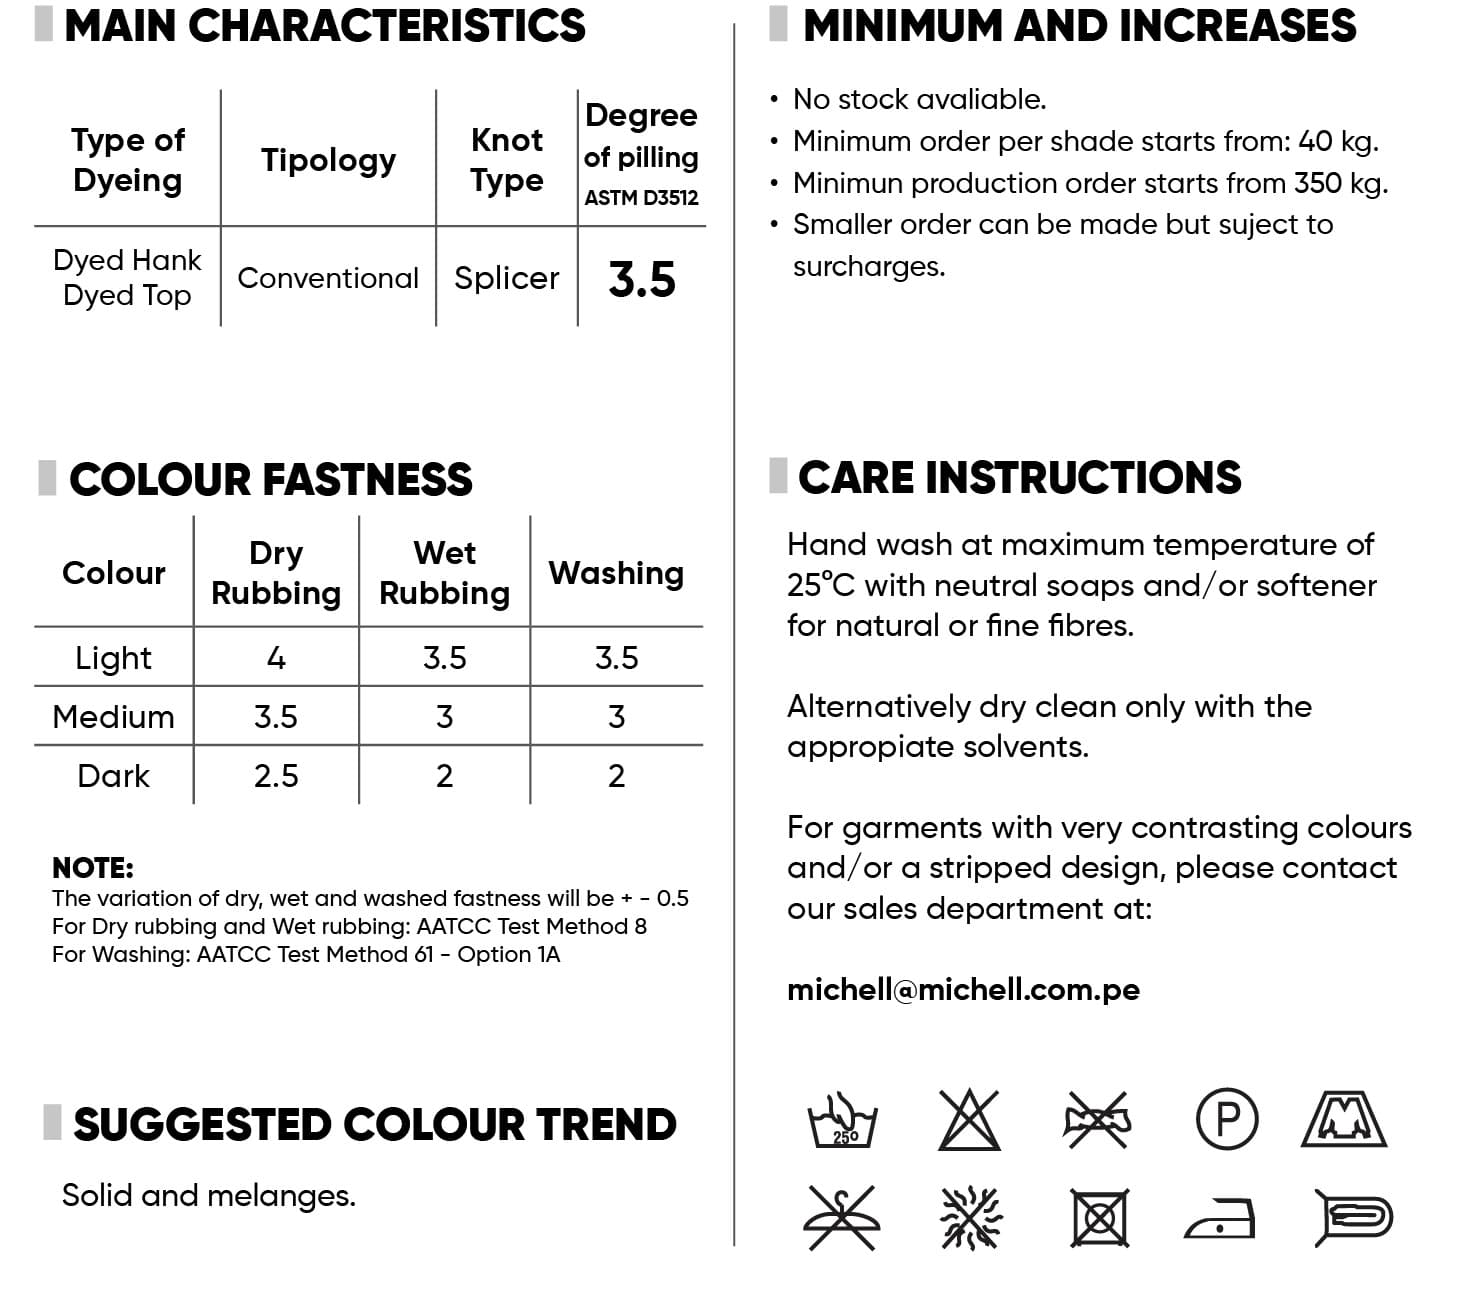 MAIN CHARACTERISTICS
Type of
Dyeing
Tipology
Knot
Type
Degree
of pilling
ASTM D3512
Dyed Hank
Dyed Top
Conventional
Splicer
3.5
COLOUR FASTNESS
Colour
Dry
Rubbing
Wet
Rubbing
Washing
Light 4 3.5 3.5
Medium 3.5 3 3
Dark 2.5 2 2
NOTE:
The variation of dry, wet and washed fastness will be + - 0.5
For Dry rubbing and Wet rubbing: AATCC Test Method 8
For Washing: AATCC Test Method 61 - Option 1A
SUGGESTED COLOUR TREND
Solid and melanges.
MINIMUM AND INCREASES
• No stock avaliable.
• Minimum order per shade starts from: 40 kg.
• Minimun production order starts from 350 kg.
• Smaller order can be made but suject to
surcharges.
CARE INSTRUCTIONS
Hand wash at maximum temperature of
25°C with neutral soaps and/or softener
for natural or fine fibres.
Alternatively dry clean only with the
appropiate solvents.
For garments with very contrasting colours
and/or a stripped design, please contact
our sales department at:
michell@michell.com.pe
25°
P